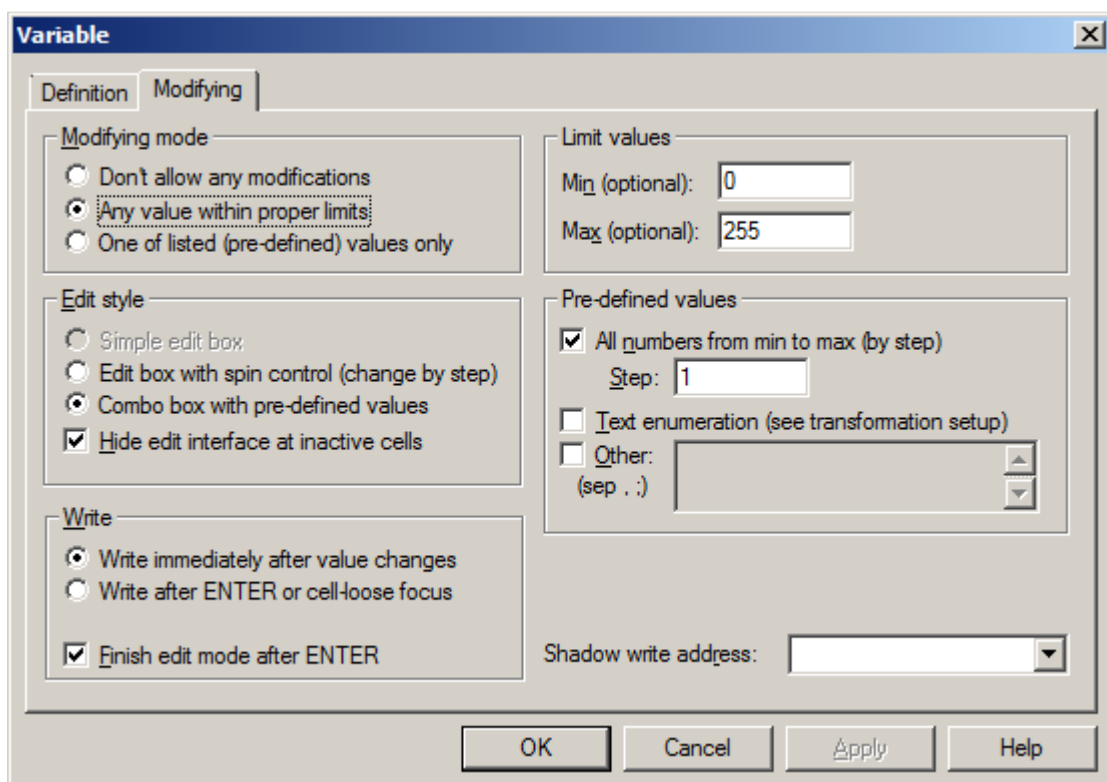 Variable
Definition
Modifying
Modifying mode
Don't allow any modifications
Any value within proper limits
One of listed (pre-defined) values only
Edit style
Simple edit box
Edit box with spin control (change by step)
Combo box with pre-defined values
Hide edit interface at inactive cells
Write
Write immediately after value changes
Write after ENTER or cell-loose focus
Finish edit mode after ENTER
Limit values
Min (optional): 0
Max (optional): 255
Pre-defined values
All numbers from min to max (by step)
Step: 1
Text enumeration (see transformation setup)
Other:
(sep , ;)
Shadow write address:
OK
Cancel
Apply
Help